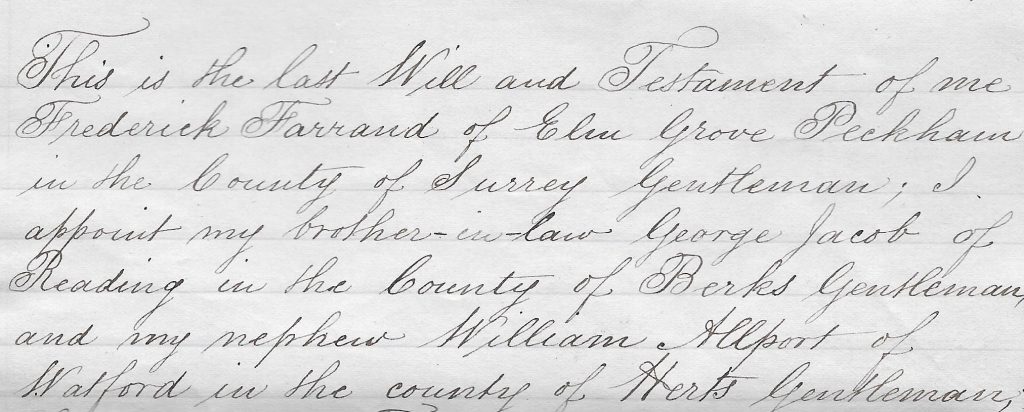 This is the last Will and Testament of me
Frederick Farrand of Elm Grove Peckham
in the County of Surrey Gentleman; I
appoint my brother-in-law George Jacob of
Reading in the County of Berks Gentleman,
and my nephew William Allport of
Watford in the county of Herts Gentleman;